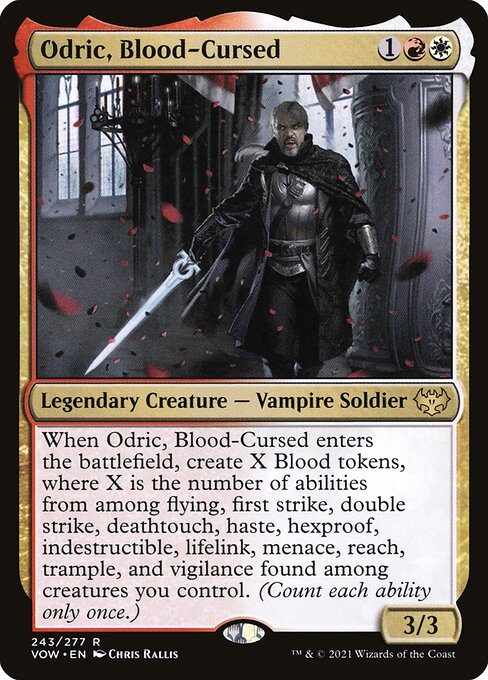 Odric, Blood-Cursed 1
Legendary Creature — Vampire Soldier
When Odric, Blood-Cursed enters
the battlefield, create X Blood tokens,
where X is the number of abilities
from among flying, first strike, double
strike, deathtouch, haste, hexproof,
indestructible, lifelink, menace, reach,
trample, and vigilance found among
creatures you control. (Count each ability
only once.)
3/3
243/277 R
VOW • EN Chris Rallis
™ & © 2021 Wizards of the Coast